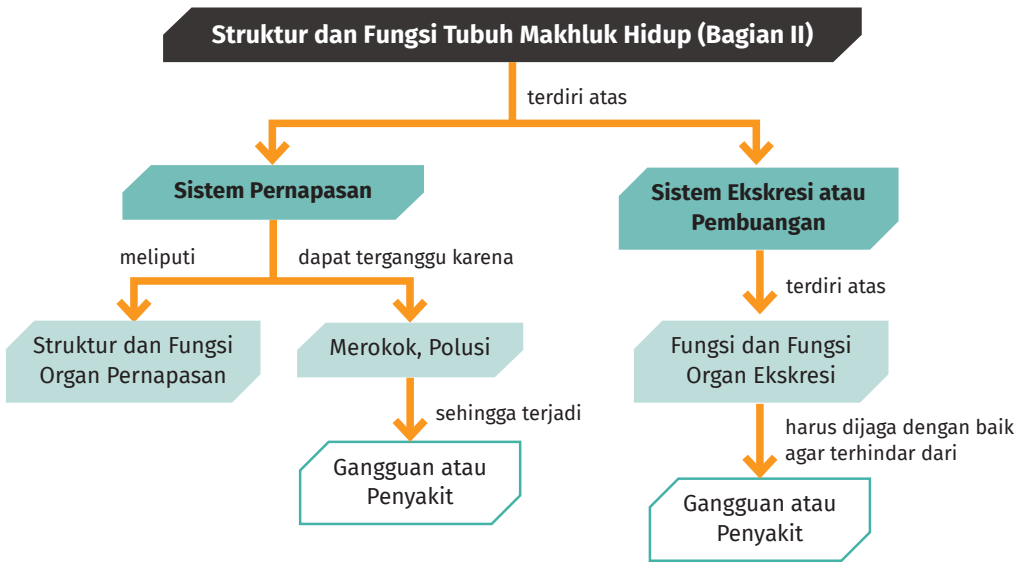 Struktur dan Fungsi Tubuh Makhluk Hidup (Bagian II)
terdiri atas
Sistem Pernapasan
Sistem Ekskresi atau
Pembuangan
meliputi
dapat terganggu karena
terdiri atas
Struktur dan Fungsi
Organ Pernapasan
Merokok, Polusi
Fungsi dan Fungsi
Organ Ekskresi
sehingga terjadi
harus dijaga dengan baik
agar terhindar dari
Gangguan atau
Penyakit
Gangguan atau
Penyakit